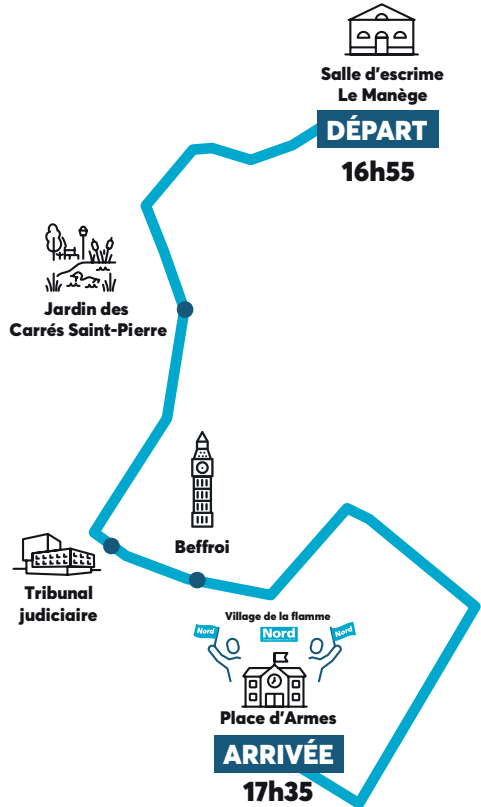 Salle d'escrime
Le Manège
DÉPART
16h55
Jardin des
Carrés Saint-Pierre
Beffroi
Tribunal
judiciaire
Village de la flamme
Nord
Nord
Nord
Place d'Armes
ARRIVÉE
17h35